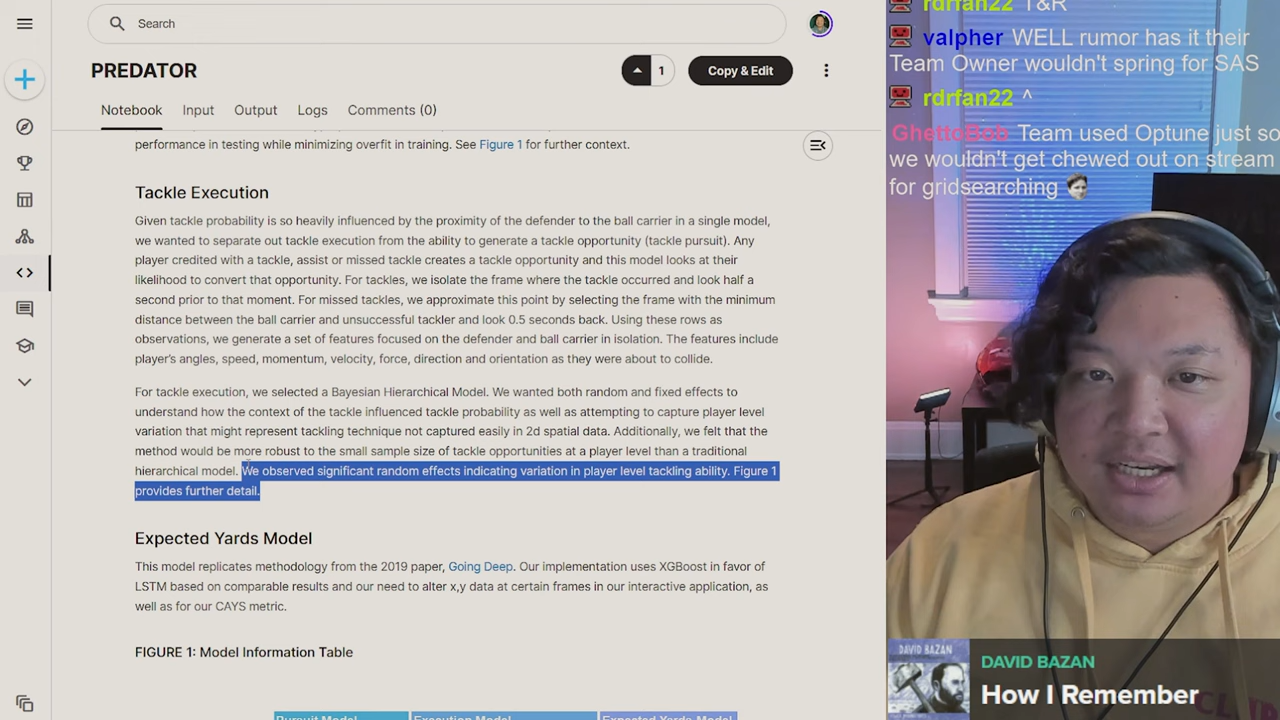 Search
PREDATOR
1
Copy & Edit
Notebook
Input
Output
Logs
Comments (0)
performance in testing while minimizing overfit in training. See Figure 1 for further context.
Tackle Execution
Given tackle probability is so heavily influenced by the proximity of the defender to the ball carrier in a single model,
we wanted to separate out tackle execution from the ability to generate a tackle opportunity (tackle pursuit). Any
player credited with a tackle, assist or missed tackle creates a tackle opportunity and this model looks at their
likelihood to convert that opportunity. For tackles, we isolate the frame where the tackle occurred and look half a
second prior to that moment. For missed tackles, we approximate this point by selecting the frame with the minimum
distance between the ball carrier and unsuccessful tackler and look 0.5 seconds back. Using these rows as
observations, we generate a set of features focused on the defender and ball carrier in isolation. The features include
player's angles, speed, momentum, velocity, force, direction and orientation as they were about to collide.
For tackle execution, we selected a Bayesian Hierarchical Model. We wanted both random and fixed effects to
understand how the context of the tackle influenced tackle probability as well as attempting to capture player level
variation that might represent tackling technique not captured easily in 2d spatial data. Additionally, we felt that the
method would be more robust to the small sample size of tackle opportunities at a player level than a traditional
hierarchical model. We observed significant random effects indicating variation in player level tackling ability. Figure 1
provides further detail.
Expected Yards Model
This model replicates methodology from the 2019 paper, Going Deep. Our implementation uses XGBoost in favor of
LSTM based on comparable results and our need to alter x,y data at certain frames in our interactive application, as
well as for our CAYS metric.
FIGURE 1: Model Information Table
Pursuit Model
Execution Model
Expected Yards Model
rdrfan22 T&R
valpher WELL rumor has it their
Team Owner wouldn't spring for SAS
rdrfan22 ^
GhettoBob Team used Optune just so
we wouldn't get chewed out on stream
for gridsearching
DAVID BAZAN
DAVID BAZAN
How I Remember